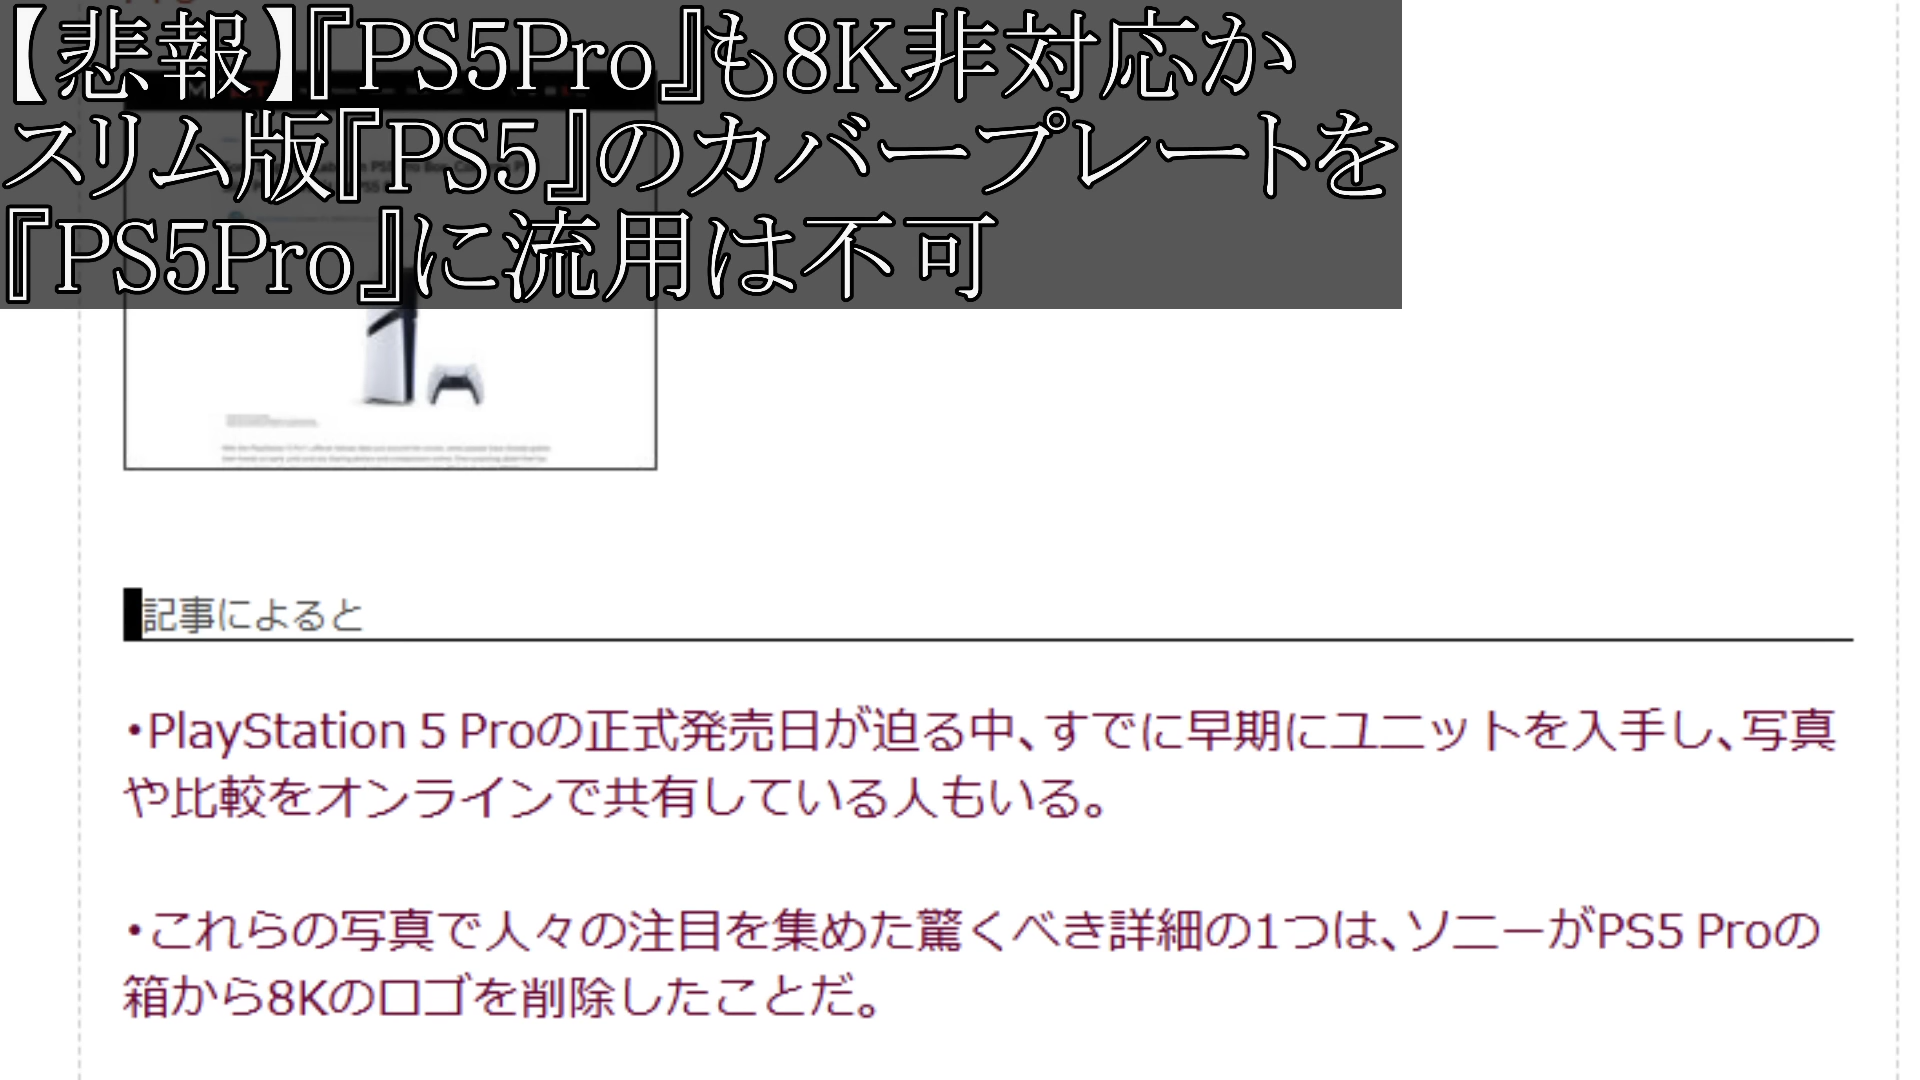 【悲報】『PS5Pro』も8K非対応か
スリム版『PS5』のカバープレートを
『PS5Pro』に流用は不可
記事によると
・PlayStation 5 Proの正式発売日が迫る中、すでに早期にユニットを入手し、写真
や比較をオンラインで共有している人もいる。
・これらの写真で人々の注目を集めた驚くべき詳細の1つは、ソニーがPS5 Proの
箱から8Kのロゴを削除したことだ。